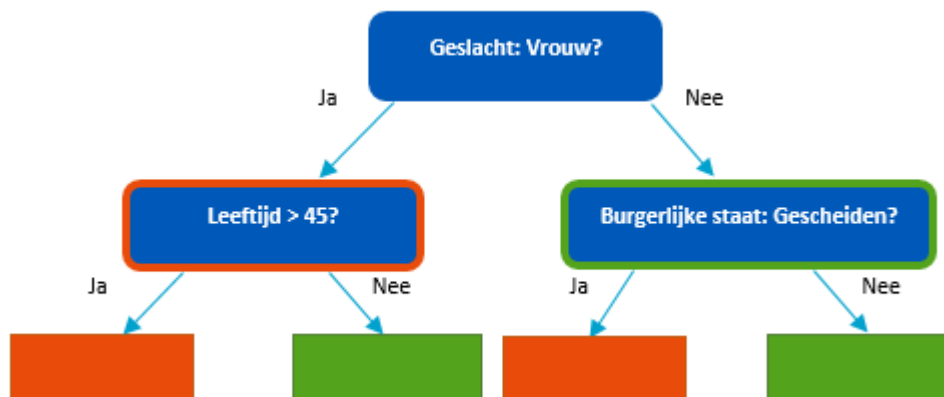 Geslacht: Vrouw?
Ja
Nee
Leeftijd > 45?
Burgerlijke staat: Gescheiden?
Ja
Nee
Ja
Nee